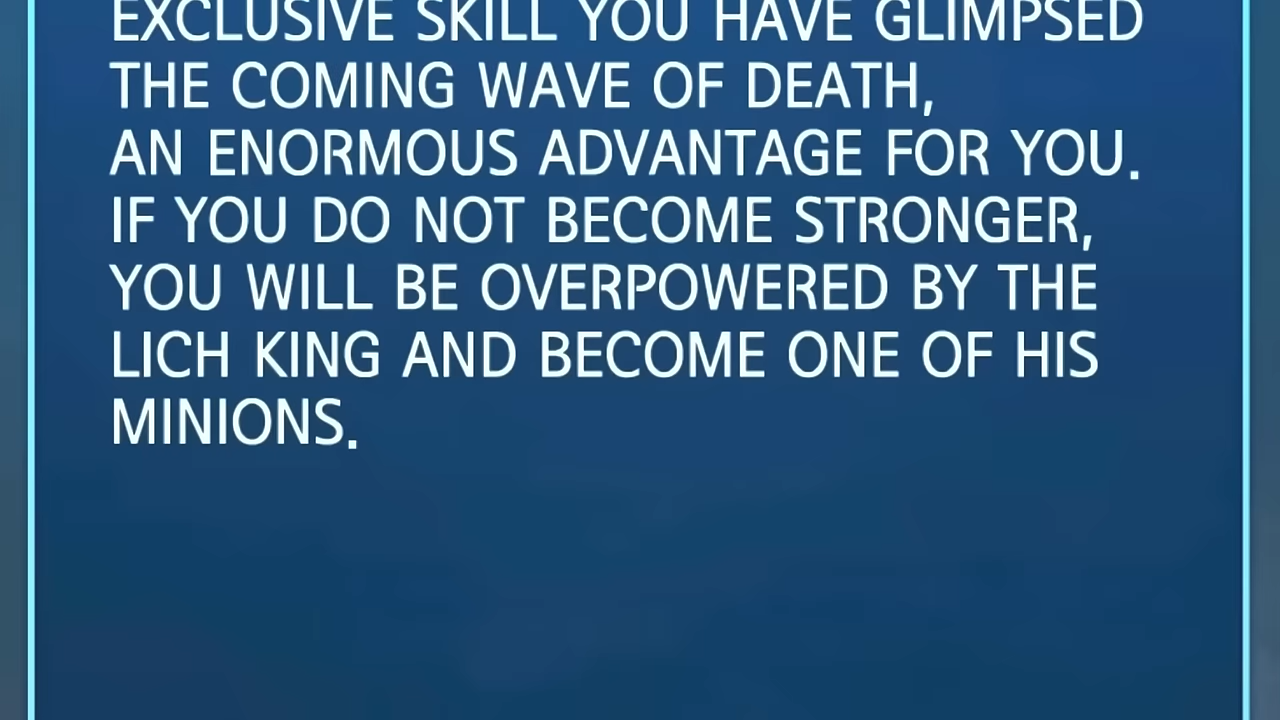 EXCLUSIVE SKILL YOU HAVE GLIMPSED
THE COMING WAVE OF DEATH,
AN ENORMOUS ADVANTAGE FOR YOU.
IF YOU DO NOT BECOME STRONGER,
YOU WILL BE OVERPOWERED BY THE
LICH KING AND BECOME ONE OF HIS
MINIONS.